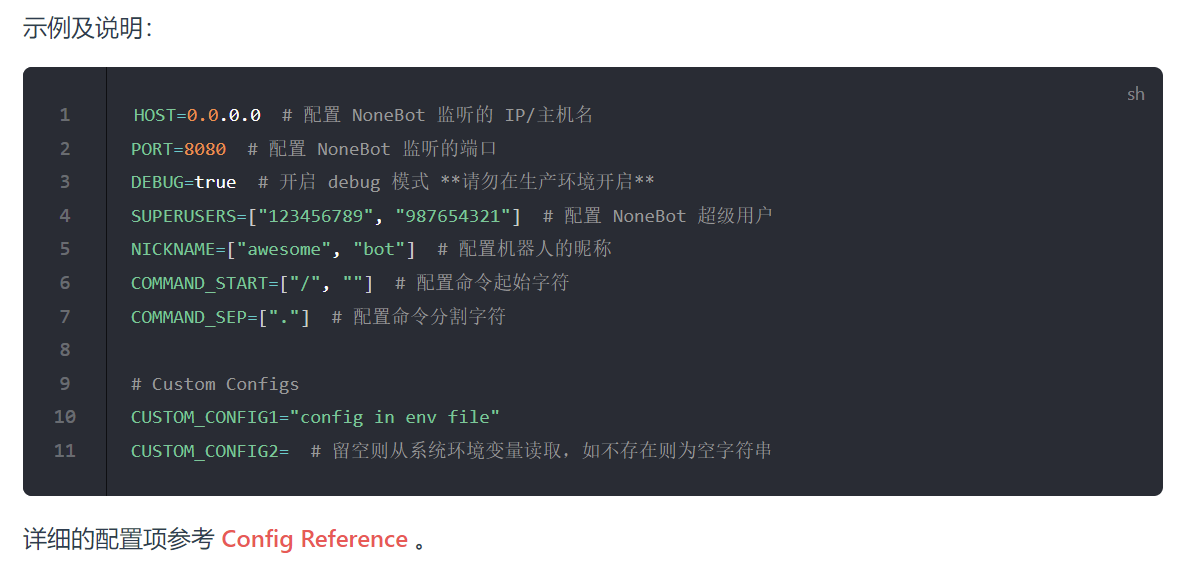 示例及说明：
sh
1 HOST=0.0.0.0  # 配置 NoneBot 监听的 IP/主机名
2 PORT=8080  # 配置 NoneBot 监听的端口
3 DEBUG=true  # 开启 debug 模式 **请勿在生产环境开启**
4 SUPERUSERS=["123456789", "987654321"]  # 配置 NoneBot 超级用户
5 NICKNAME=["awesome", "bot"]  # 配置机器人的昵称
6 COMMAND_START=["/", ""]  # 配置命令起始字符
7 COMMAND_SEP=["."]  # 配置命令分割字符
8
9 # Custom Configs
10 CUSTOM_CONFIG1="config in env file"
11 CUSTOM_CONFIG2=  # 留空则从系统环境变量读取，如不存在则为空字符串
详细的配置项参考 Config Reference 。